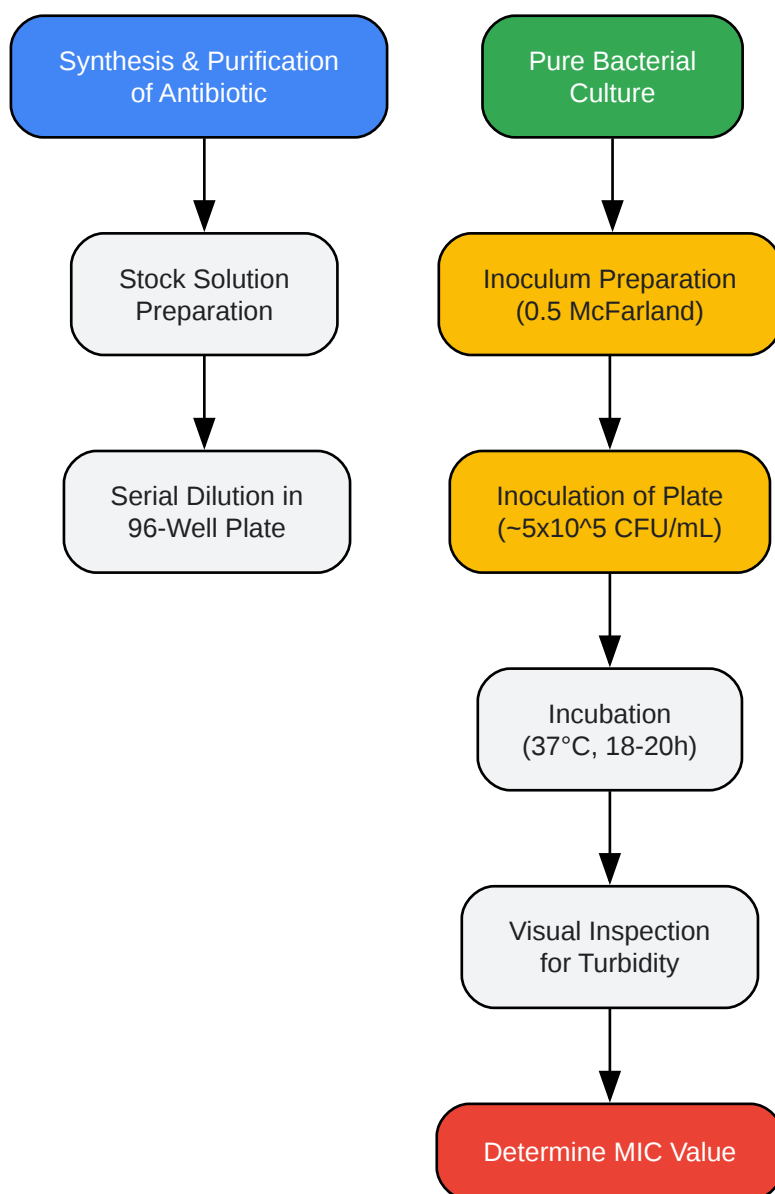 Synthesis & Purification
of Antibiotic
Pure Bacterial
Culture
Stock Solution
Preparation
Inoculum Preparation
(0.5 McFarland)
Serial Dilution in
96-Well Plate
Inoculation of Plate
(~5x10^5 CFU/mL)
Incubation
(37°C, 18-20h)
Visual Inspection
for Turbidity
Determine MIC Value